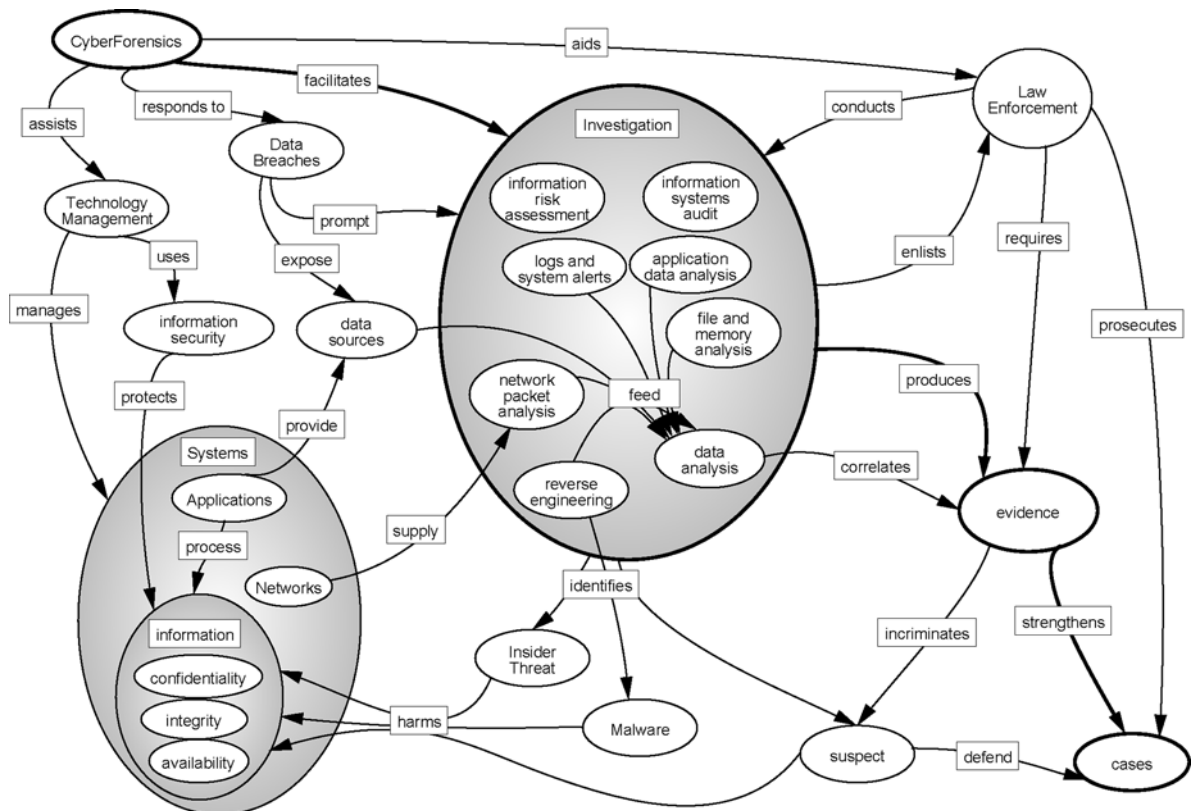 CyberForensics
aids
facilitates
Law
Enforcement
responds to
conducts
assists
Investigation
Data
Breaches
information
risk
assessment
information
systems
audit
Technology
Management
prompt
uses
expose
logs and
system alerts
application
data analysis
enlists
requires
manages
information
security
data
sources
file and
memory
analysis
prosecutes
protects
network
packet
analysis
feed
produces
provide
Systems
data
analysis
correlates
Applications
reverse
engineering
evidence
supply
process
Networks
identifies
information
Insider
Threat
incriminates
strengthens
confidentiality
integrity
harms
Malware
availability
suspect
defend
cases